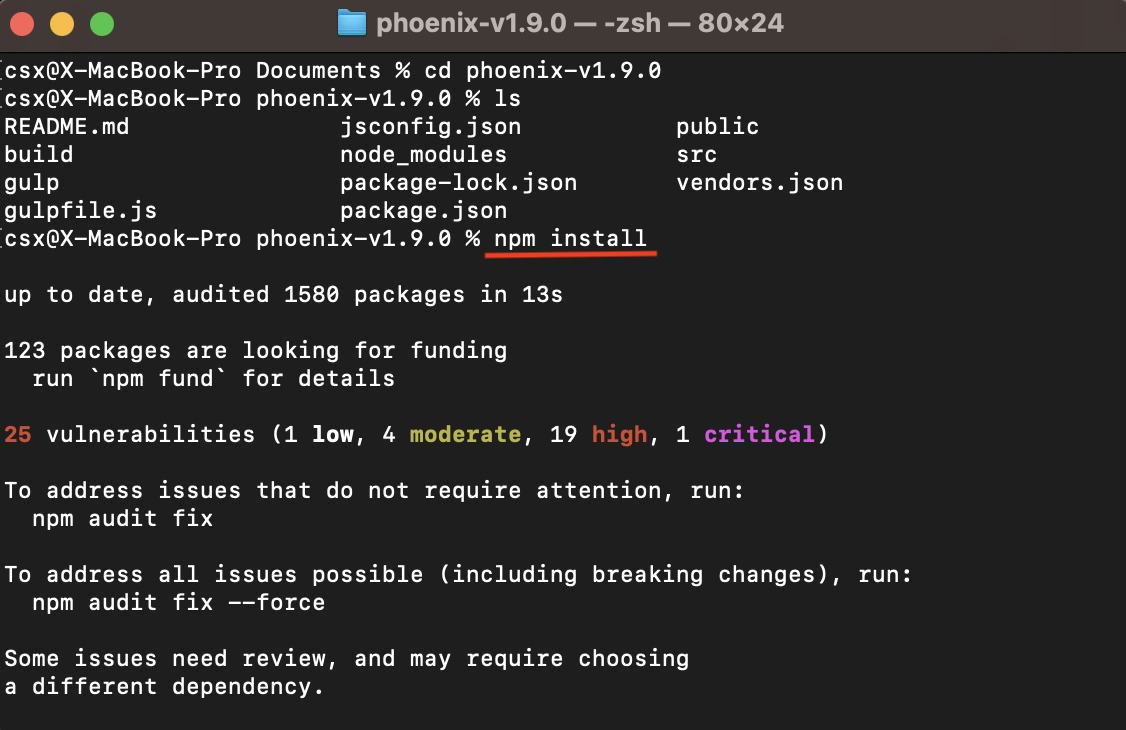 phoenix-v1.9.0 — -zsh — 80×24
[csx@X-MacBook-Pro Documents % cd phoenix-v1.9.0
[csx@X-MacBook-Pro phoenix-v1.9.0 % ls
README.md jsconfig.json public
build node_modules src
gulp package-lock.json vendors.json
gulpfile.js package.json
[csx@X-MacBook-Pro phoenix-v1.9.0 % npm install
up to date, audited 1580 packages in 13s
123 packages are looking for funding
  run `npm fund` for details
25 vulnerabilities (1 low, 4 moderate, 19 high, 1 critical)
To address issues that do not require attention, run:
  npm audit fix
To address all issues possible (including breaking changes), run:
  npm audit fix --force
Some issues need review, and may require choosing
a different dependency.